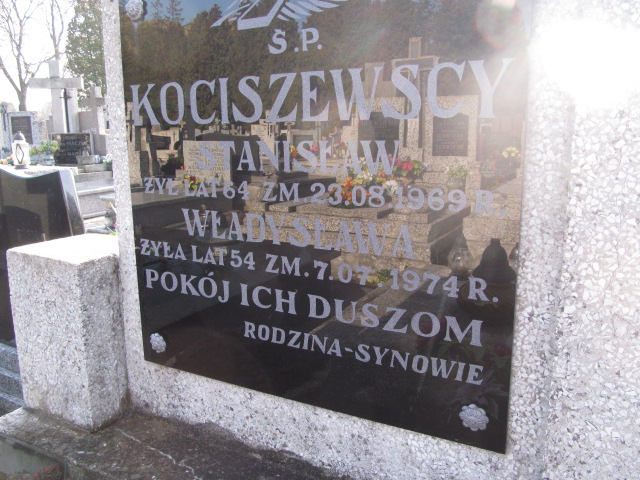 Ś.P.
KOCISZEWSCY
STANISŁAW
ŻYŁ LAT 64 ZM. 23.08.1969 R.
WŁADYSŁAWA
ŻYŁA LAT 54 ZM. 7.07.1974 R.
POKÓJ ICH DUSZOM
RODZINA-SYNOWIE